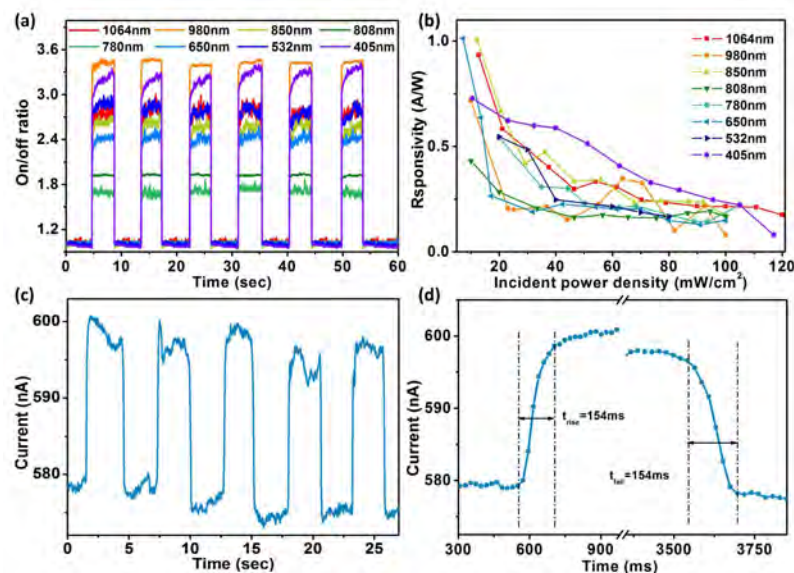 (a)
1064nm 980nm 850nm 808nm
780nm 650nm 532nm 405nm
On/off ratio
3.6
3.0
2.4
1.8
1.2
0 10 20 30 40 50 60
Time (sec)
(b)
Rsponsivity (A/W)
1.0
0.5
0.0
1064nm
980nm
850nm
808nm
780nm
650nm
532nm
405nm
0 20 40 60 80 100 120
Incident power density (mW/cm²)
(c)
Current (nA)
600
590
580
0 5 10 15 20 25
Time (sec)
(d)
Current (nA)
600
590
580
t_rise=154ms
t_fall=154ms
300 600 900 3500 3750
Time (ms)